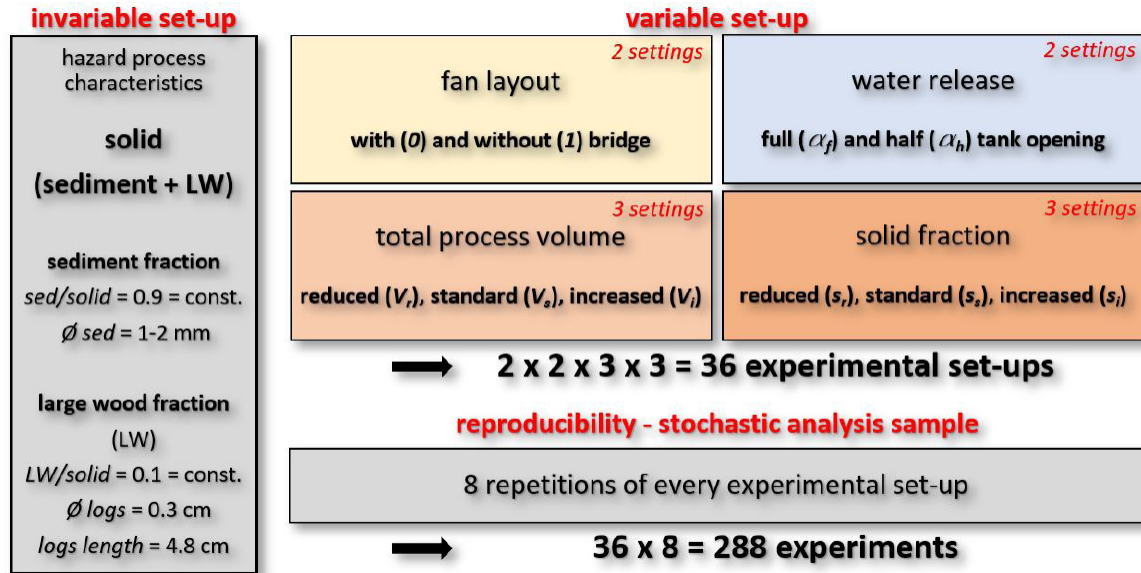 invariable set-up
hazard process
characteristics
solid
(sediment + LW)
sediment fraction
sed/solid = 0.9 = const.
Ø sed = 1-2 mm
large wood fraction
(LW)
LW/solid = 0.1 = const.
Ø logs = 0.3 cm
logs length = 4.8 cm
variable set-up
2 settings
fan layout
with (0) and without (1) bridge
2 settings
water release
full (αf) and half (αh) tank opening
3 settings
total process volume
reduced (Vr), standard (Vs), increased (Vi)
3 settings
solid fraction
reduced (sr), standard (ss), increased (si)
2 x 2 x 3 x 3 = 36 experimental set-ups
reproducibility - stochastic analysis sample
8 repetitions of every experimental set-up
36 x 8 = 288 experiments